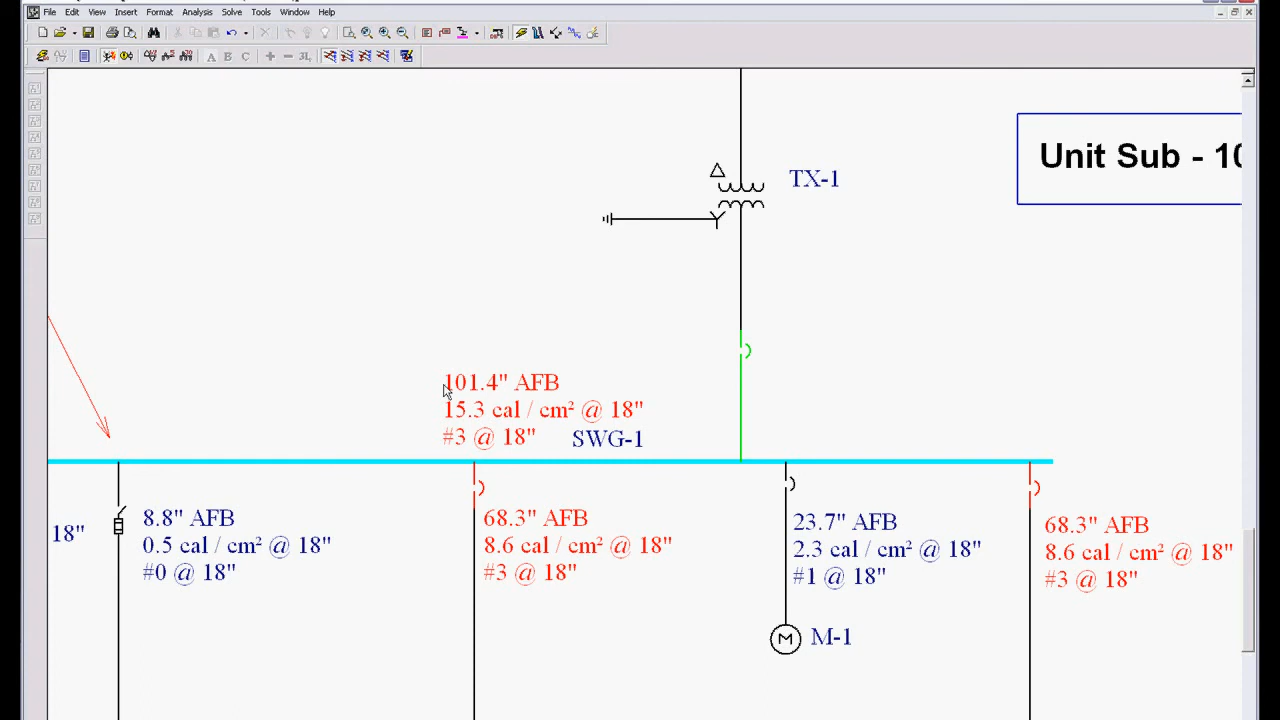 File Edit View Insert Format Analysis Solve Tools Window Help
A B C 3L
Unit Sub - 10
TX-1
101.4" AFB
15.3 cal / cm² @ 18"
#3 @ 18" SWG-1
18"
8.8" AFB
0.5 cal / cm² @ 18"
#0 @ 18"
68.3" AFB
8.6 cal / cm² @ 18"
#3 @ 18"
23.7" AFB
2.3 cal / cm² @ 18"
#1 @ 18"
68.3" AFB
8.6 cal / cm² @ 18"
#3 @ 18"
M M-1